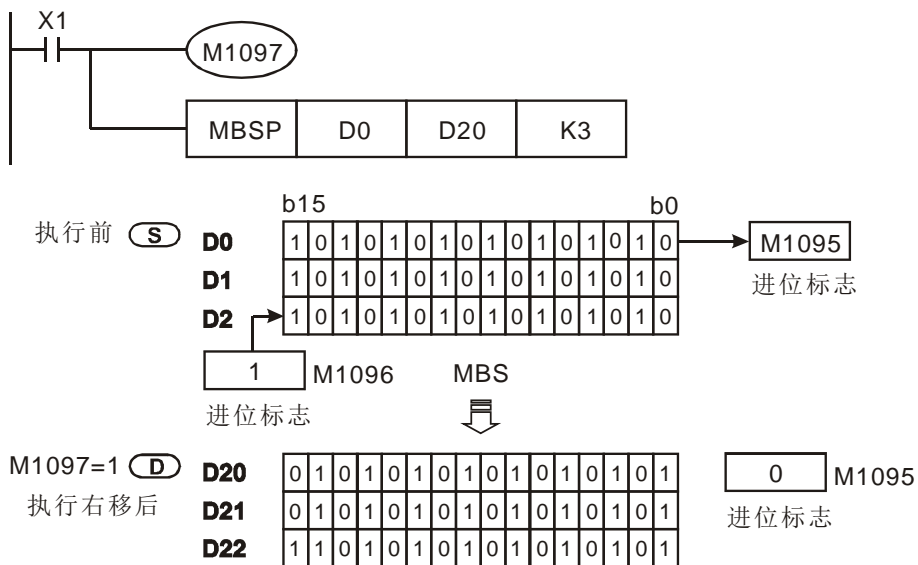 X1
M1097
MBSP D0 D20 K3
b15 b0
执行前 S D0 1 0 1 0 1 0 1 0 1 0 1 0 1 0 1 0 M1095
D1 1 0 1 0 1 0 1 0 1 0 1 0 1 0 1 0 进位标志
D2 1 0 1 0 1 0 1 0 1 0 1 0 1 0 1 0
1 M1096 MBS
进位标志
M1097=1 D D20 0 1 0 1 0 1 0 1 0 1 0 1 0 1 0 1 0 M1095
执行右移后 D21 0 1 0 1 0 1 0 1 0 1 0 1 0 1 0 1 进位标志
D22 1 1 0 1 0 1 0 1 0 1 0 1 0 1 0 1